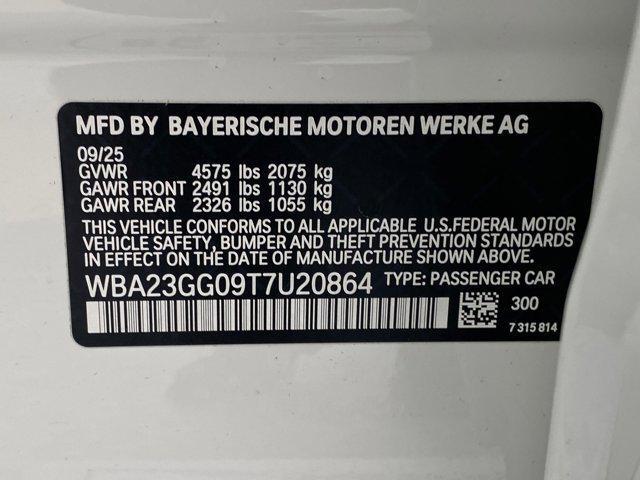 MFD BY BAYERISCHE MOTOREN WERKE AG
09/25
GVWR 4575 lbs 2075 kg
GAWR FRONT 2491 lbs 1130 kg
GAWR REAR 2326 lbs 1055 kg
THIS VEHICLE CONFORMS TO ALL APPLICABLE U.S.FEDERAL MOTOR
VEHICLE SAFETY, BUMPER AND THEFT PREVENTION STANDARDS
IN EFFECT ON THE DATE OF MANUFACTURE SHOWN ABOVE.
WBA23GG09T7U20864 TYPE: PASSENGER CAR
300
7 315 814